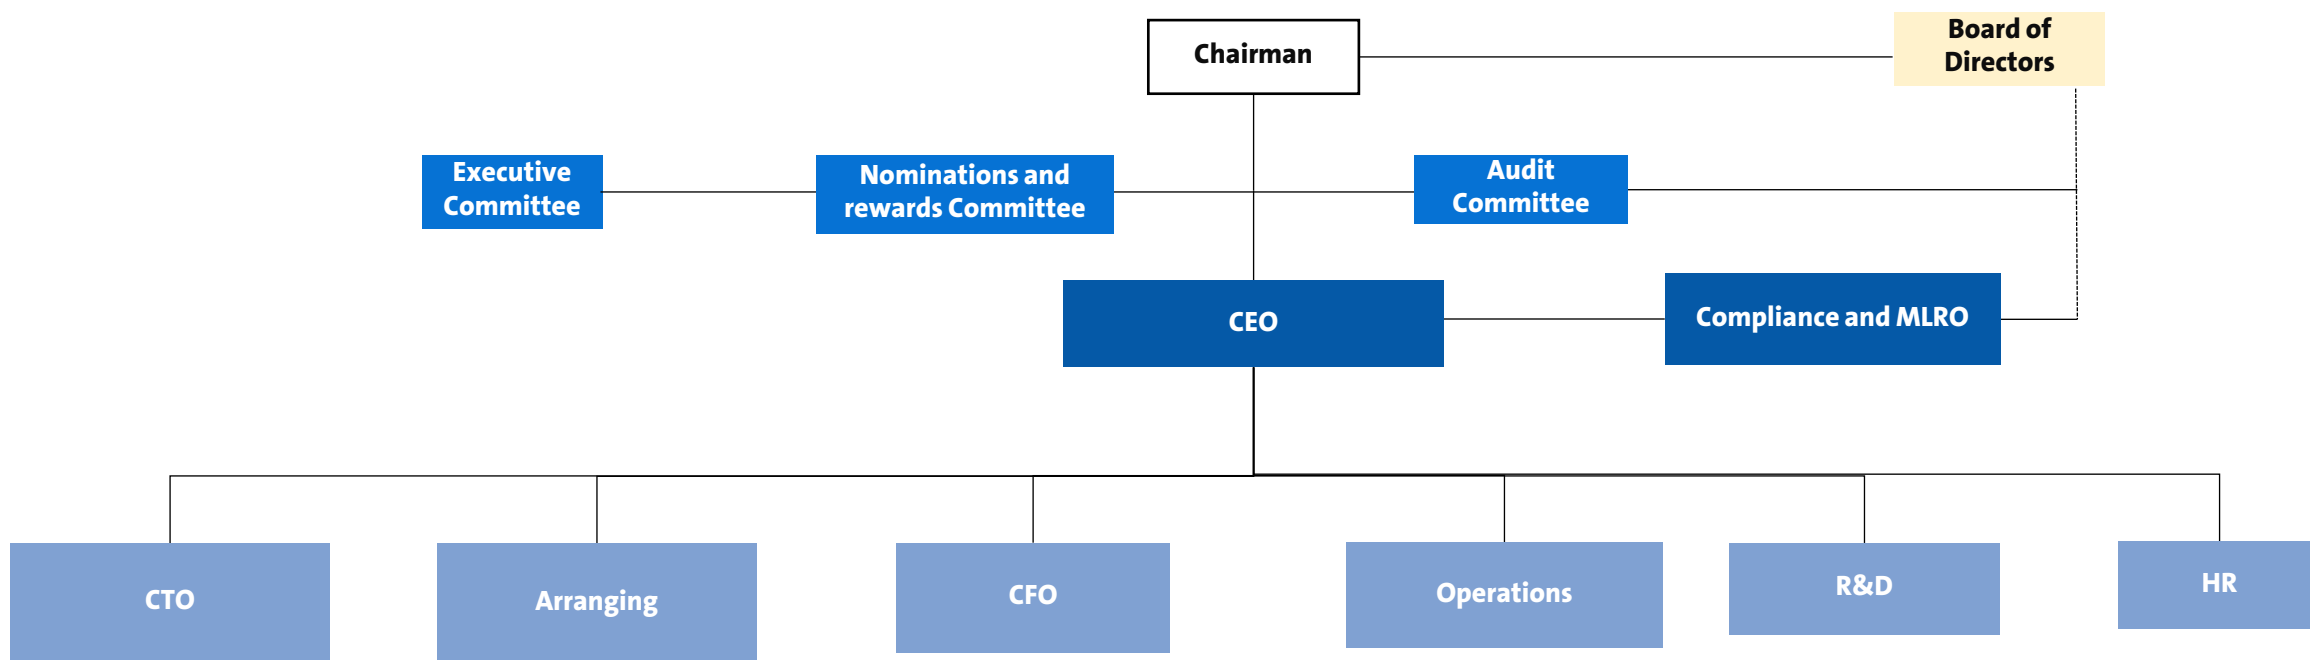 Chairman
Board of
Directors
Executive
Committee
Nominations and
rewards Committee
Audit
Committee
CEO
Compliance and MLRO
CTO
Arranging
CFO
Operations
R&D
HR